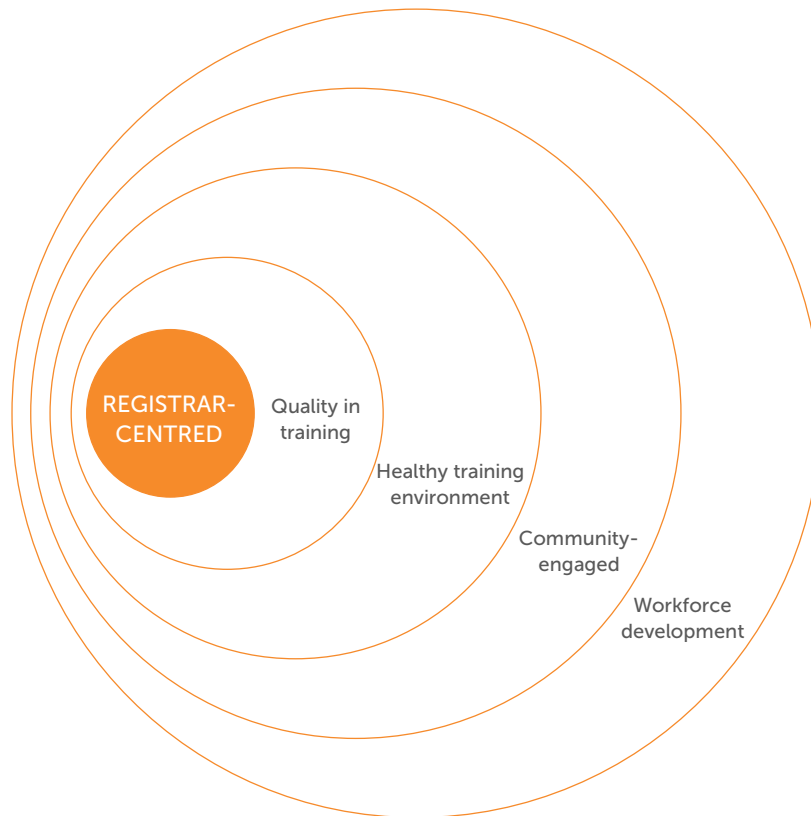 REGISTRAR-
CENTRED
Quality in
training
Healthy training
environment
Community-
engaged
Workforce
development